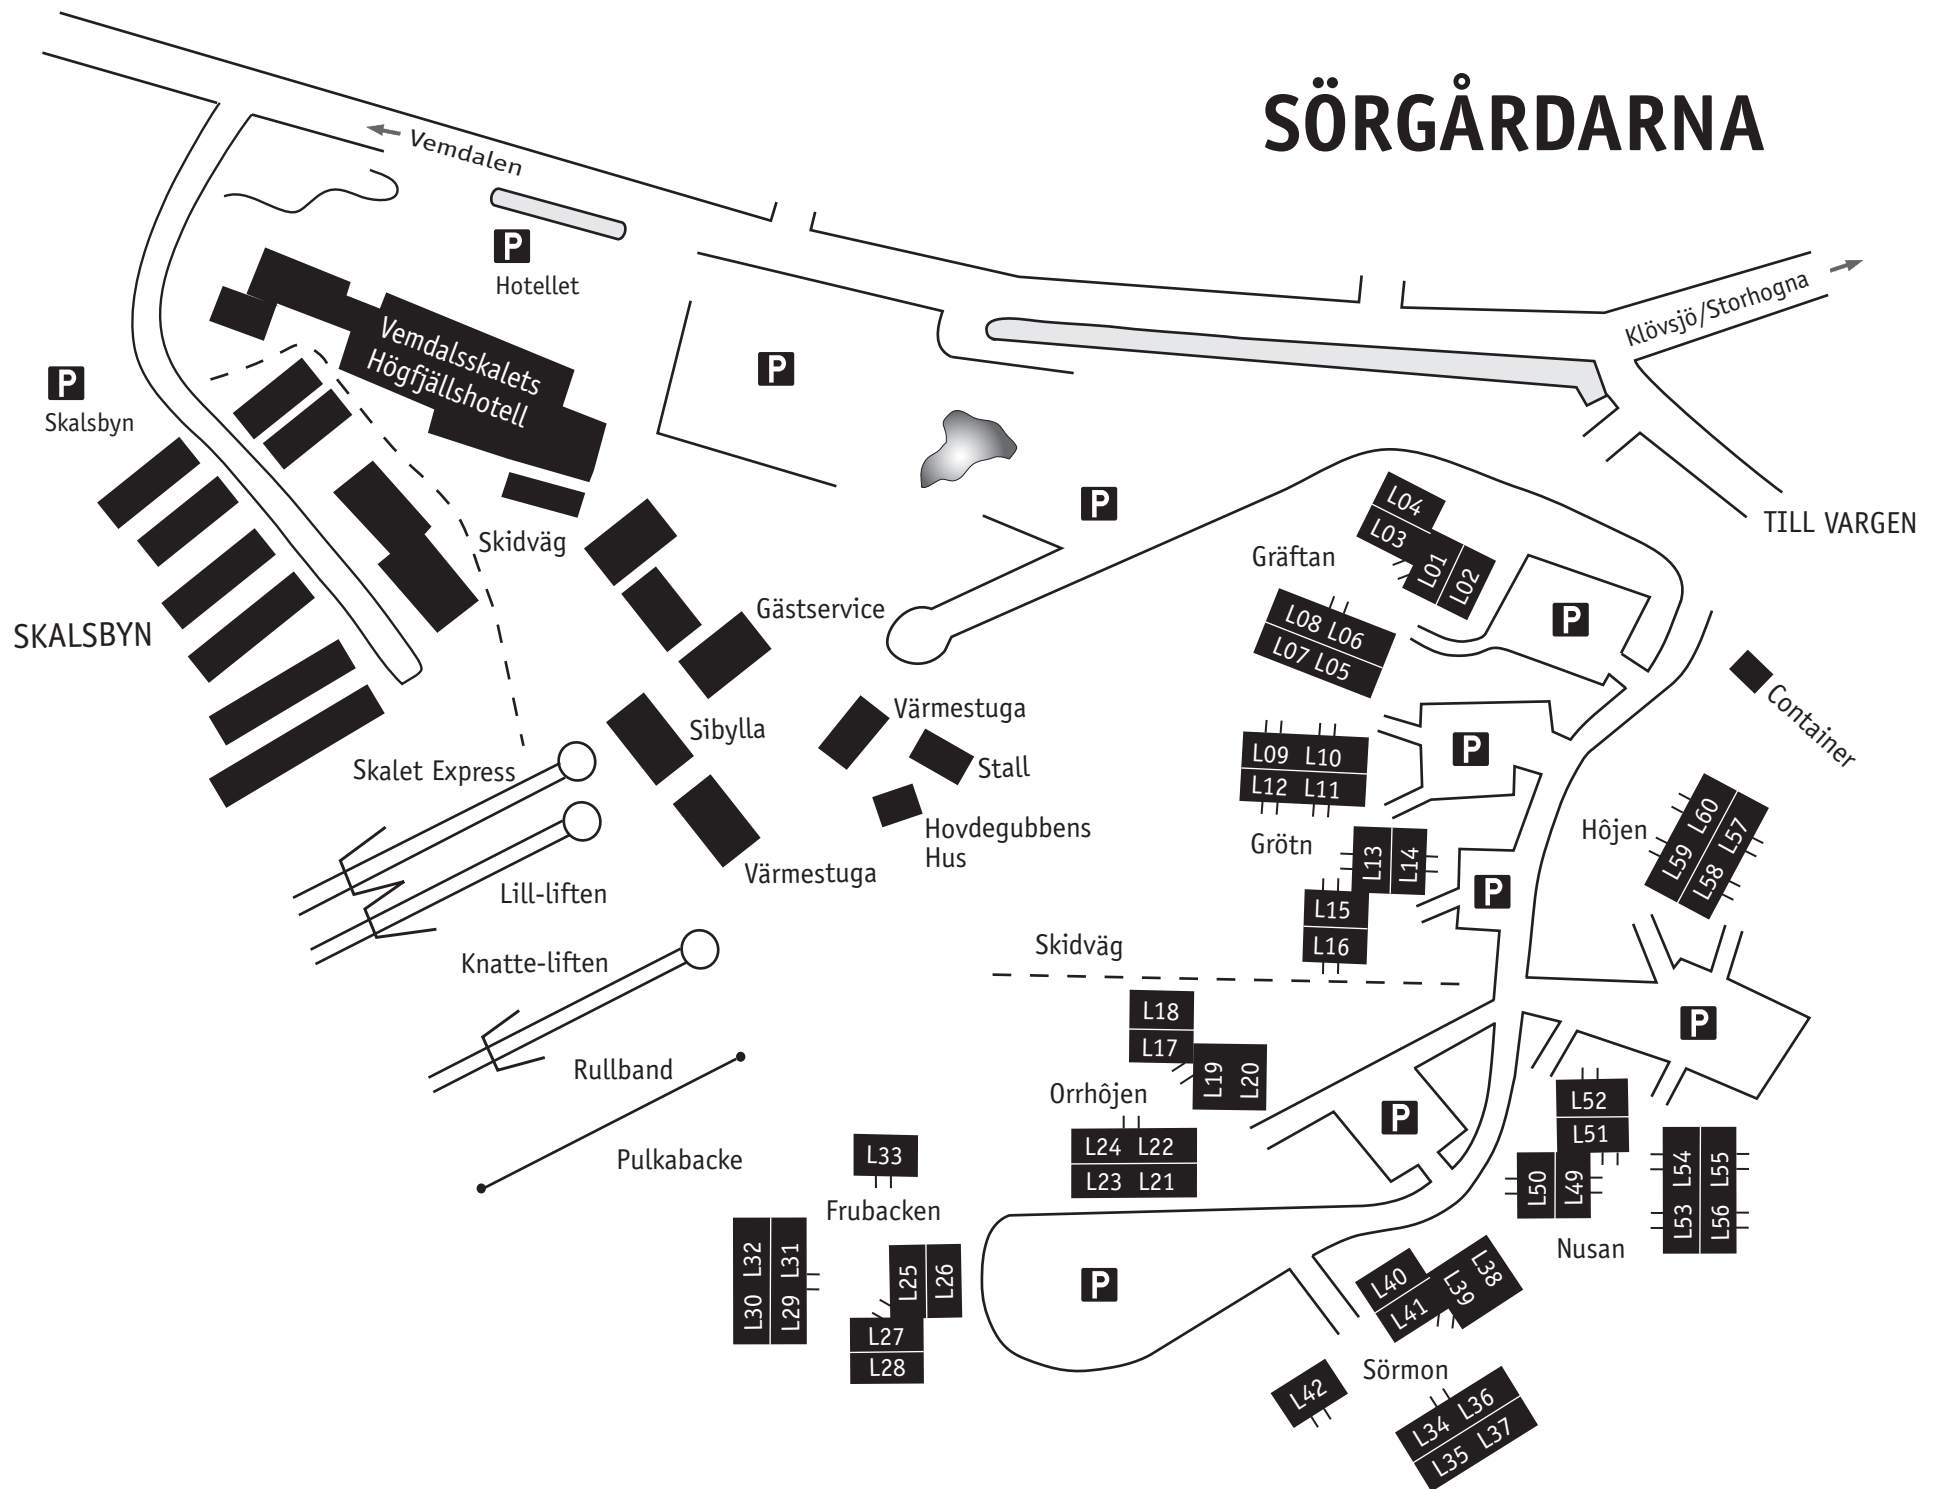 SÖRGÅRDARNA
Vemdalen
P
Hotellet
Klövsjö/Storhogna
Vemdalsskalets
Högfjällshotell
P
P
Skalsbyn
TILL VARGEN
P
L04
L03
L01
L02
Gräftan
Skidväg
SKALSBYN
Gästservice
L08 L06
L07 L05
P
Container
Värmestuga
Sibylla
Stall
Skalet Express
L09 L10
L12 L11
P
Hovdegubbens
Hus
Grötn
L13
L14
Hôjen
L60
L57
L59
L58
Värmestuga
Lill-liften
P
L15
L16
Knatte-liften
Skidväg
L18
L17
L19
L20
P
Rullband
Orrhôjen
P
L52
L51
L50
L49
L54
L55
L53
L56
Nusan
L24 L22
L23 L21
Pulkabacke
L33
Frubacken
L32
L31
L30
L29
L25
L26
L27
L28
P
L40
L41
L39
L38
Sörmon
L42
L34 L36
L35 L37